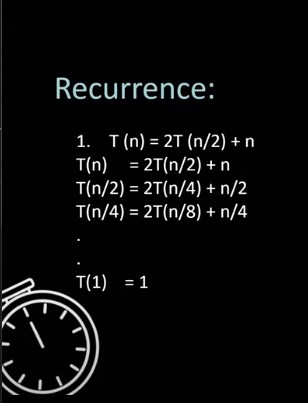 Recurrence:
1. T (n) = 2T (n/2) + n
T(n) = 2T(n/2) + n
T(n/2) = 2T(n/4) + n/2
T(n/4) = 2T(n/8) + n/4
.
.
T(1) = 1